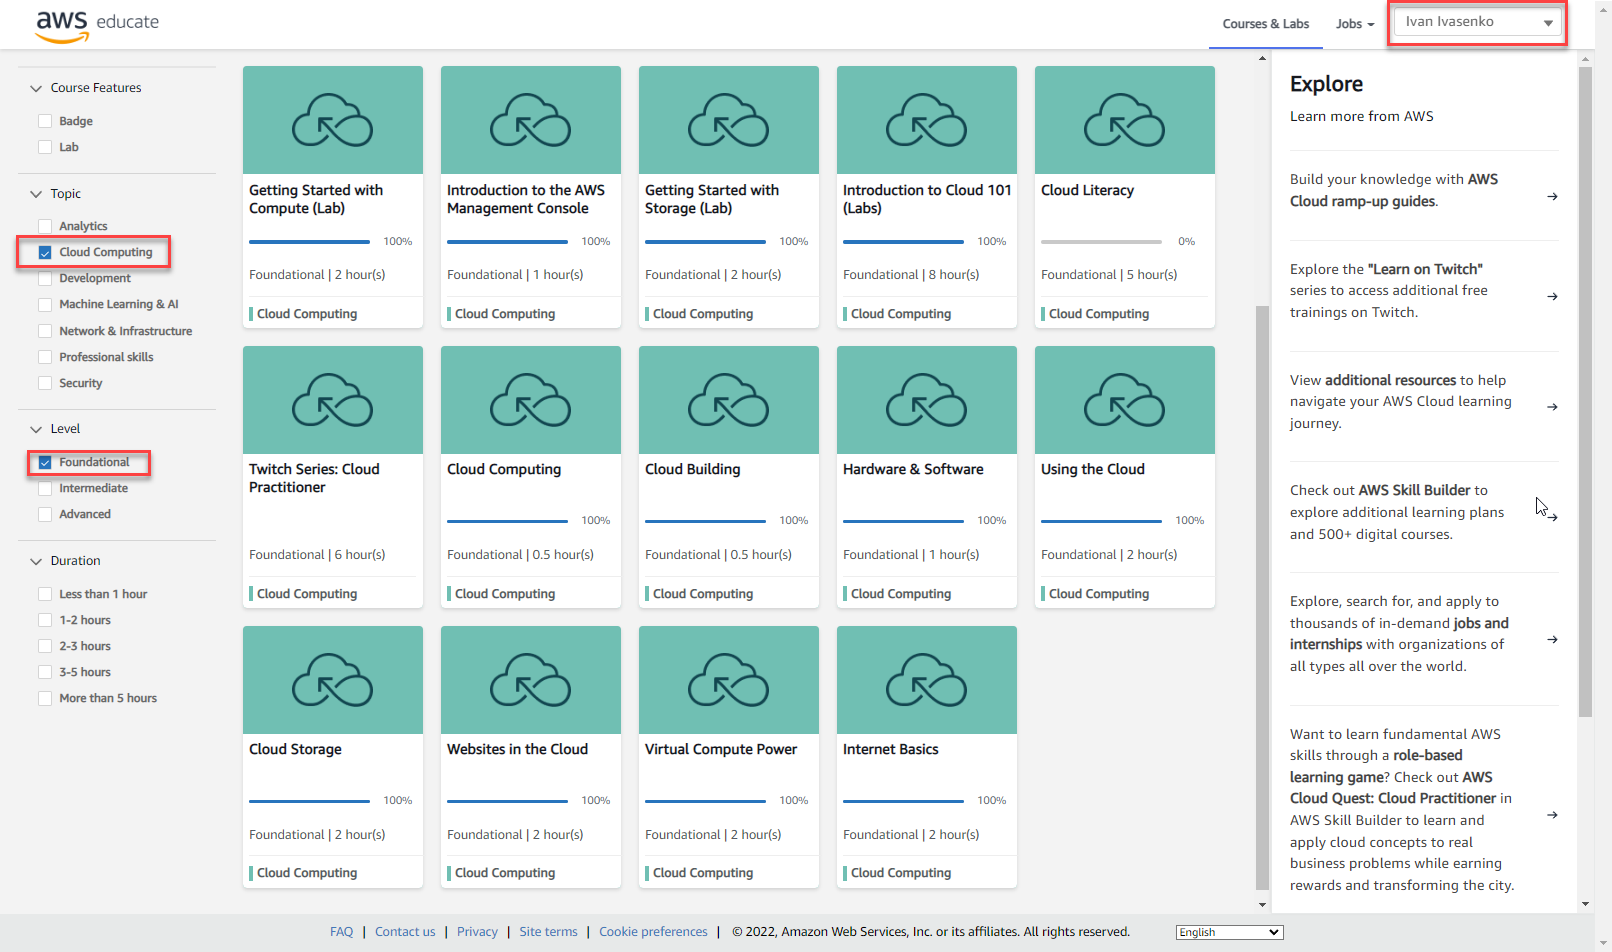 aws educate
Courses & Labs
Jobs
Ivan Ivasenko
Course Features
Badge
Lab
Topic
Analytics
Cloud Computing
Development
Machine Learning & AI
Network & Infrastructure
Professional skills
Security
Level
Foundational
Intermediate
Advanced
Duration
Less than 1 hour
1-2 hours
2-3 hours
3-5 hours
More than 5 hours
Getting Started with
Compute (Lab)
100%
Foundational | 2 hour(s)
Cloud Computing
Introduction to the AWS
Management Console
100%
Foundational | 1 hour(s)
Cloud Computing
Getting Started with
Storage (Lab)
100%
Foundational | 2 hour(s)
Cloud Computing
Introduction to Cloud 101
(Labs)
100%
Foundational | 8 hour(s)
Cloud Computing
Cloud Literacy
0%
Foundational | 5 hour(s)
Cloud Computing
Twitch Series: Cloud
Practitioner
Foundational | 6 hour(s)
Cloud Computing
Cloud Computing
100%
Foundational | 0.5 hour(s)
Cloud Computing
Cloud Building
100%
Foundational | 0.5 hour(s)
Cloud Computing
Hardware & Software
100%
Foundational | 1 hour(s)
Cloud Computing
Using the Cloud
100%
Foundational | 2 hour(s)
Cloud Computing
Cloud Storage
100%
Foundational | 2 hour(s)
Cloud Computing
Websites in the Cloud
100%
Foundational | 2 hour(s)
Cloud Computing
Virtual Compute Power
100%
Foundational | 2 hour(s)
Cloud Computing
Internet Basics
100%
Foundational | 2 hour(s)
Cloud Computing
Explore
Learn more from AWS
Build your knowledge with AWS
Cloud ramp-up guides.
Explore the "Learn on Twitch"
series to access additional free
trainings on Twitch.
View additional resources to help
navigate your AWS Cloud learning
journey.
Check out AWS Skill Builder to
explore additional learning plans
and 500+ digital courses.
Explore, search for, and apply to
thousands of in-demand jobs and
internships with organizations of
all types all over the world.
Want to learn fundamental AWS
skills through a role-based
learning game? Check out AWS
Cloud Quest: Cloud Practitioner in
AWS Skill Builder to learn and
apply cloud concepts to real
business problems while earning
rewards and transforming the city.
FAQ | Contact us | Privacy | Site terms | Cookie preferences | © 2022, Amazon Web Services, Inc. or its affiliates. All rights reserved.
English